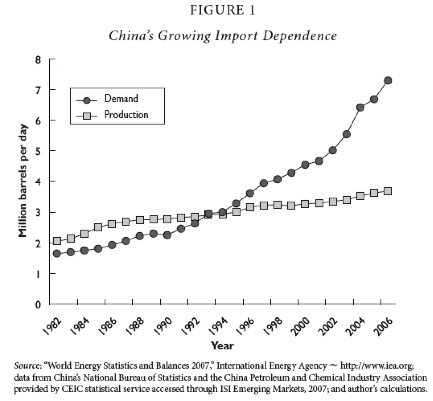 FIGURE 1
China's Growing Import Dependence
8
7
6
5
4
3
2
1
0
Million barrels per day
Demand
Production
1982
1984
1986
1988
1990
1992
1994
1996
1998
2000
2002
2004
2006
Year
Source: "World Energy Statistics and Balances 2007," International Energy Agency ~ http://www.iea.org;
data from China's National Bureau of Statistics and the China Petroleum and Chemical Industry Association
provided by CEIC statistical service accessed through ISI Emerging Markets, 2007; and author's calculations.